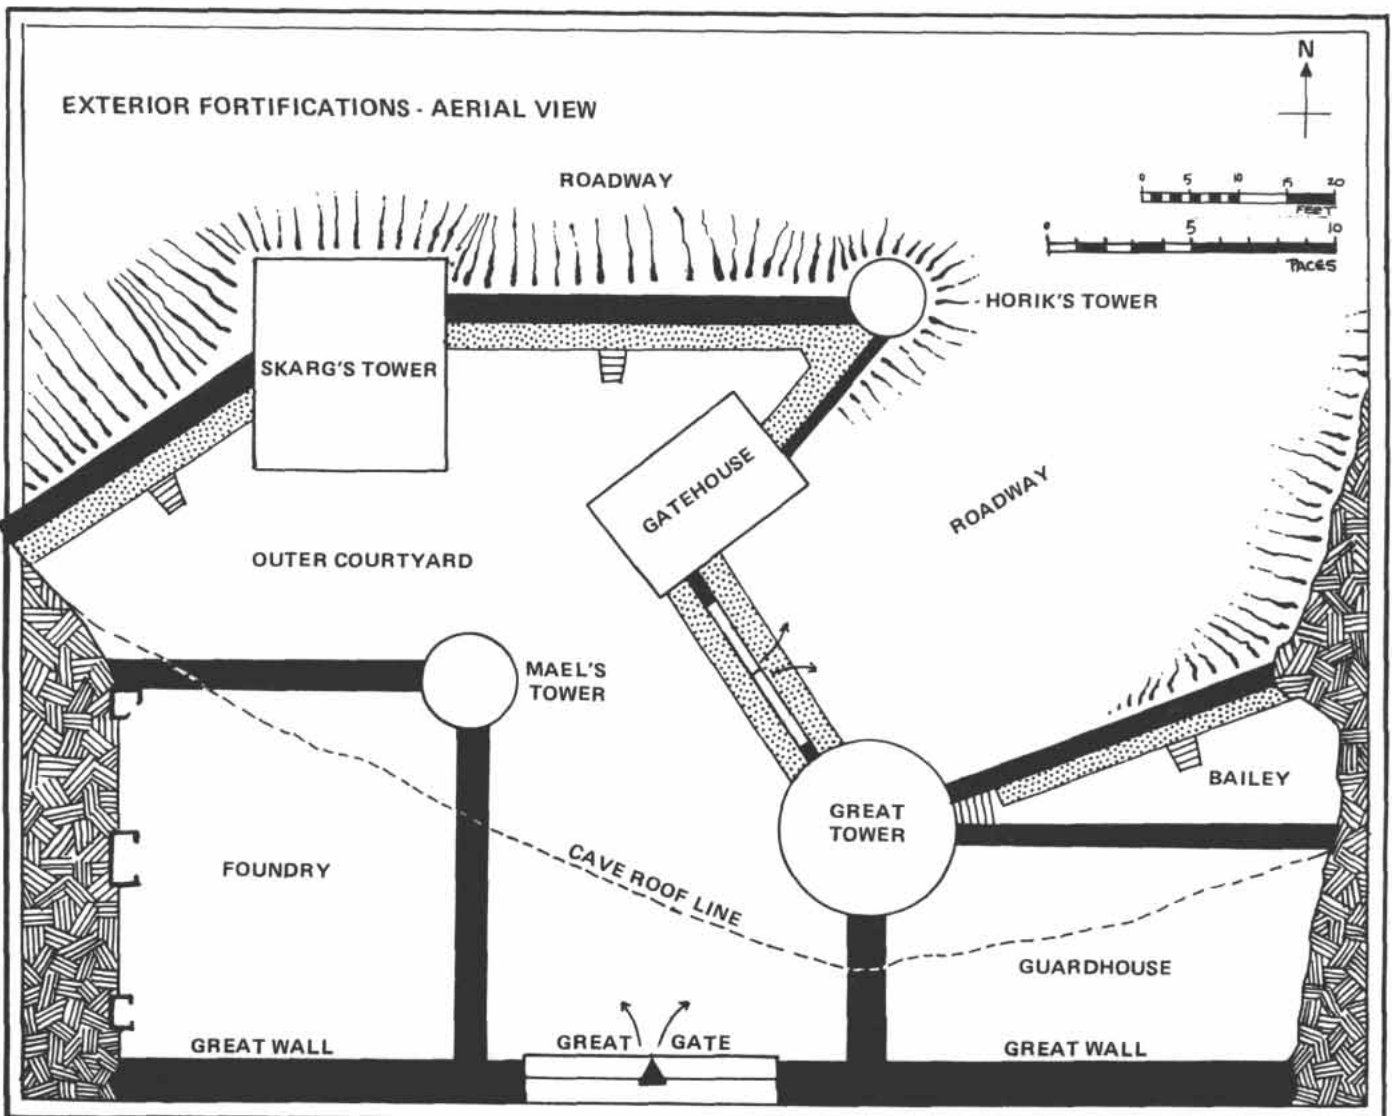 N
EXTERIOR FORTIFICATIONS - AERIAL VIEW
ROADWAY
0 5 10 15 20
FEET
0 5 10
PACES
HORIK'S TOWER
SKARG'S TOWER
GATEHOUSE
ROADWAY
OUTER COURTYARD
MAEL'S
TOWER
BAILEY
GREAT
TOWER
FOUNDRY
CAVE ROOF LINE
GUARDHOUSE
GREAT WALL
GREAT GATE
GREAT WALL